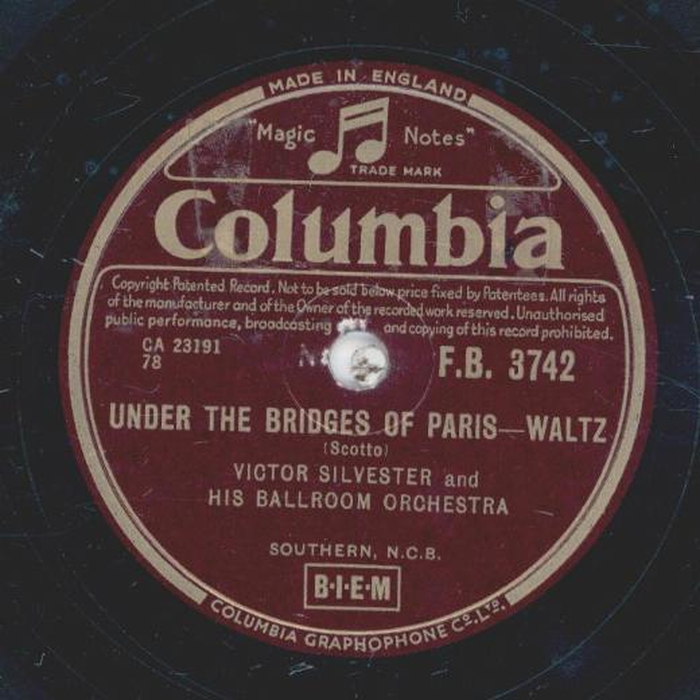 MADE IN ENGLAND
"Magic Notes"
TRADE MARK
Columbia
Copyright Patented Record. Not to be sold below price fixed by Patentees. All rights
of the manufacturer and of the Owner of the recorded work reserved. Unauthorised
public performance, broadcasting and copying of this record prohibited.
CA 23191
78
F.B. 3742
UNDER THE BRIDGES OF PARIS—WALTZ
(Scotto)
VICTOR SILVESTER and
HIS BALLROOM ORCHESTRA
SOUTHERN, N.C.B.
B·I·E·M
COLUMBIA GRAPHOPHONE Co. LTD.